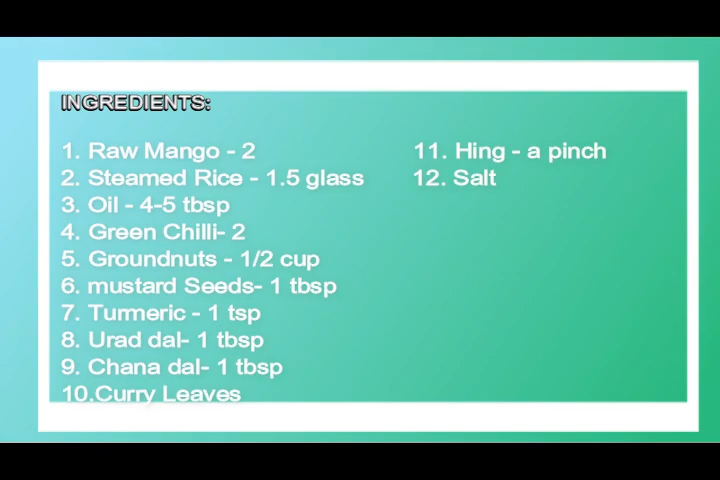 INGREDIENTS:
1. Raw Mango - 2
2. Steamed Rice - 1.5 glass
3. Oil - 4-5 tbsp
4. Green Chilli- 2
5. Groundnuts - 1/2 cup
6. mustard Seeds- 1 tbsp
7. Turmeric - 1 tsp
8. Urad dal- 1 tbsp
9. Chana dal- 1 tbsp
10.Curry Leaves
11. Hing - a pinch
12. Salt